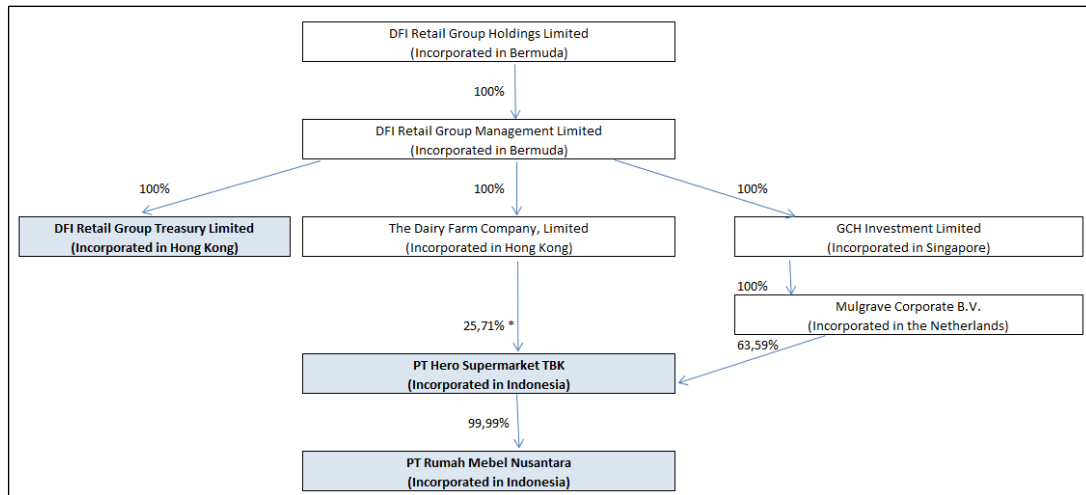 DFI Retail Group Holdings Limited
(Incorporated in Bermuda)
100%
DFI Retail Group Management Limited
(Incorporated in Bermuda)
100%
100%
100%
DFI Retail Group Treasury Limited
(Incorporated in Hong Kong)
The Dairy Farm Company, Limited
(Incorporated in Hong Kong)
GCH Investment Limited
(Incorporated in Singapore)
100%
Mulgrave Corporate B.V.
(Incorporated in the Netherlands)
25,71% *
63,59%
PT Hero Supermarket TBK
(Incorporated in Indonesia)
99,99%
PT Rumah Mebel Nusantara
(Incorporated in Indonesia)